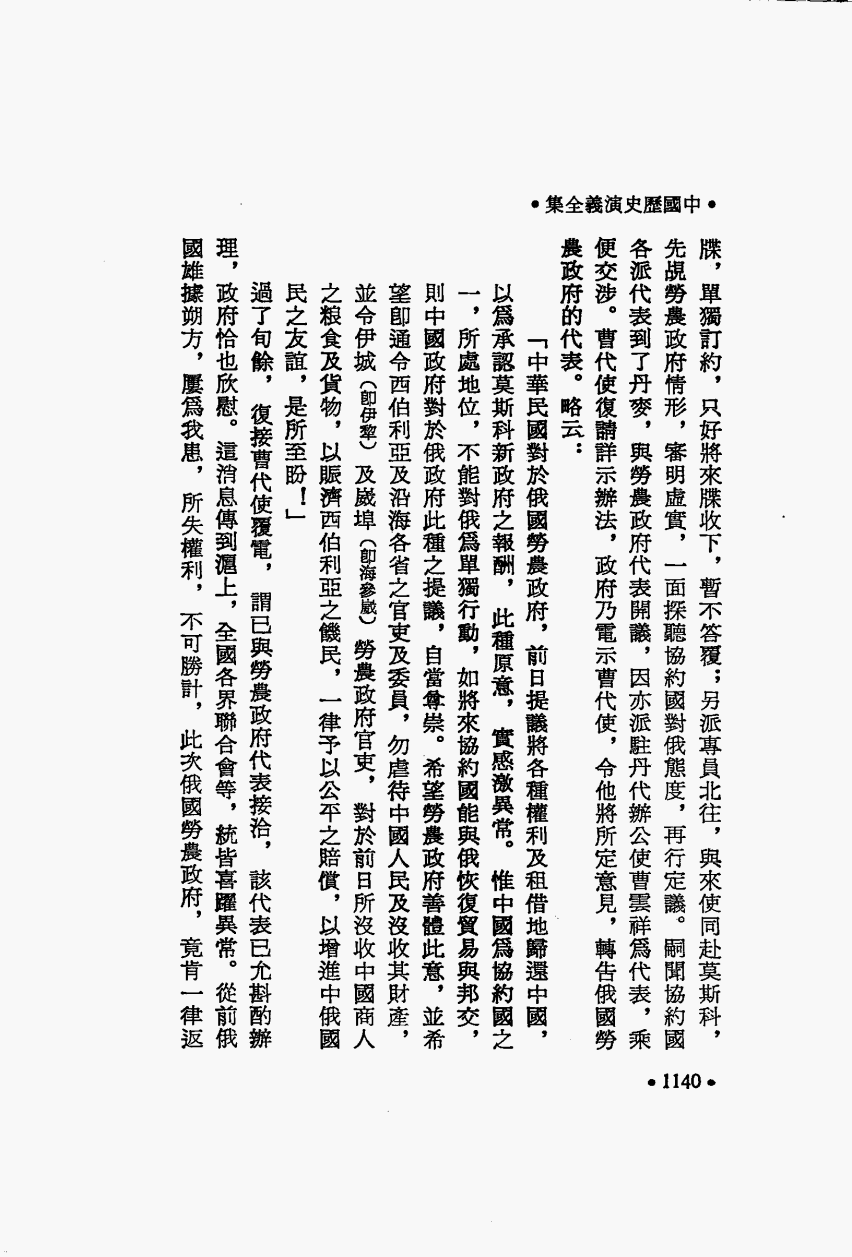 •中國歷史演義全集•
牒，單獨訂約，只好將來牒收下，暫不答覆；另派專員北往，與來使同赴莫斯科，
先覘勞農政府情形，審明虛實，一面探聽協約國對俄態度，再行定議。嗣聞協約國
各派代表到了丹麥，與勞農政府代表開議，因亦派駐丹代辦公使曹雲祥爲代表，乘
便交涉。曹代使復請詳示辦法，政府乃電示曹代使，令他將所定意見，轉告俄國勞
農政府的代表。略云：
「中華民國對於俄國勞農政府，前日提議將各種權利及租借地歸還中國，
以爲承認莫斯科新政府之報酬，此種原意，實感激異常。惟中國爲協約國之
一，所處地位，不能對俄爲單獨行動，如將來協約國能與俄恢復貿易與邦交，
則中國政府對於俄政府此種之提議，自當尊崇。希望勞農政府善體此意，並希
望卽通令西伯利亞及沿海各省之官吏及委員，勿虐待中國人民及沒收其財產，
並令伊城（卽伊犂）及崴埠（卽海參崴）勞農政府官吏，對於前日所沒收中國商人
之粮食及貨物，以賑濟西伯利亞之饑民，一律予以公平之賠償，以增進中俄國
民之友誼，是所至盼！」
過了旬餘，復接曹代使覆電，謂已與勞農政府代表接洽，該代表已允斟酌辦
理，政府恰也欣慰。這消息傳到滬上，全國各界聯合會等，統皆喜躍異常。從前俄
國雄據朔方，屢爲我患，所失權利，不可勝計，此次俄國勞農政府，竟肯一律返
•1140•